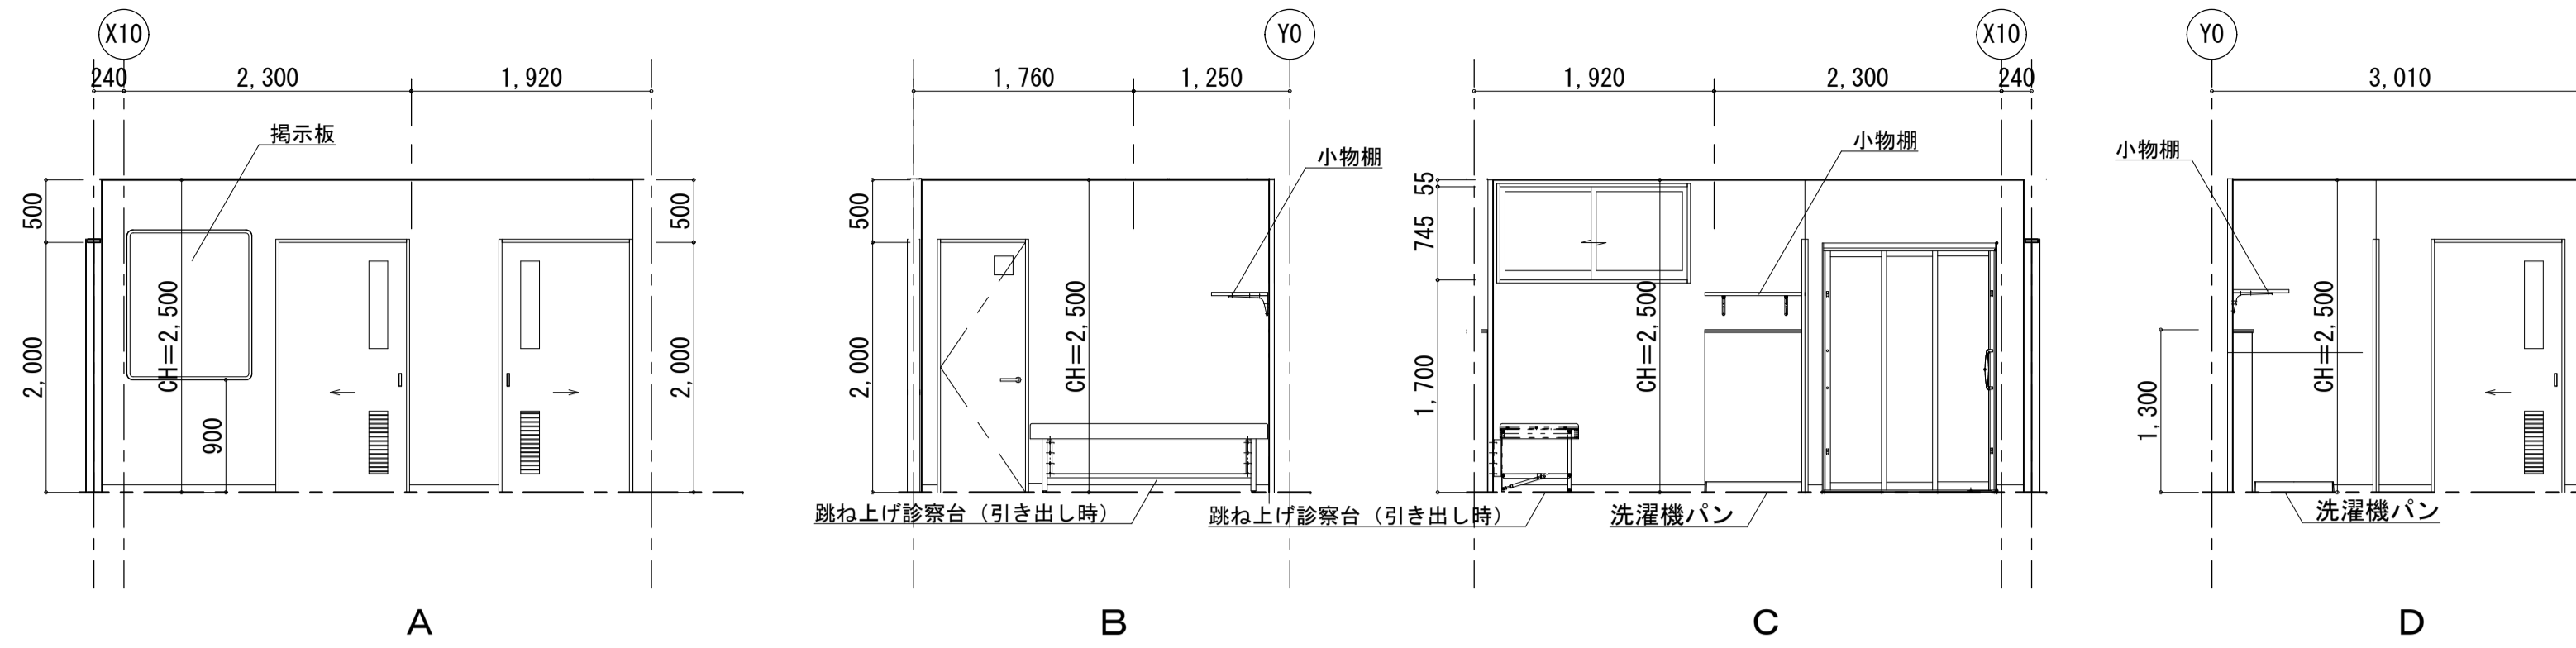 X10
240
2,300
1,920
掲示板
500
2,000
CH=2,500
900
500
2,000
A
Y0
1,760
1,250
小物棚
500
2,000
CH=2,500
跳ね上げ診察台（引き出し時）
B
X10
1,920
2,300
240
小物棚
55
745
1,700
CH=2,500
跳ね上げ診察台（引き出し時）
洗濯機パン
C
Y0
3,010
小物棚
1,300
CH=2,500
洗濯機パン
D